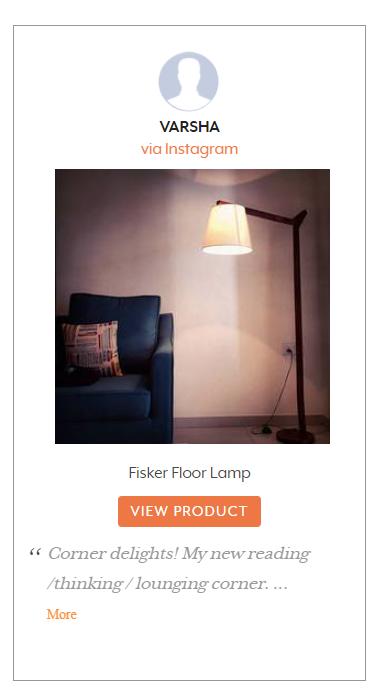 VARSHA
via Instagram
Fisker Floor Lamp
VIEW PRODUCT
“ Corner delights! My new reading
/thinking / lounging corner. ...
More